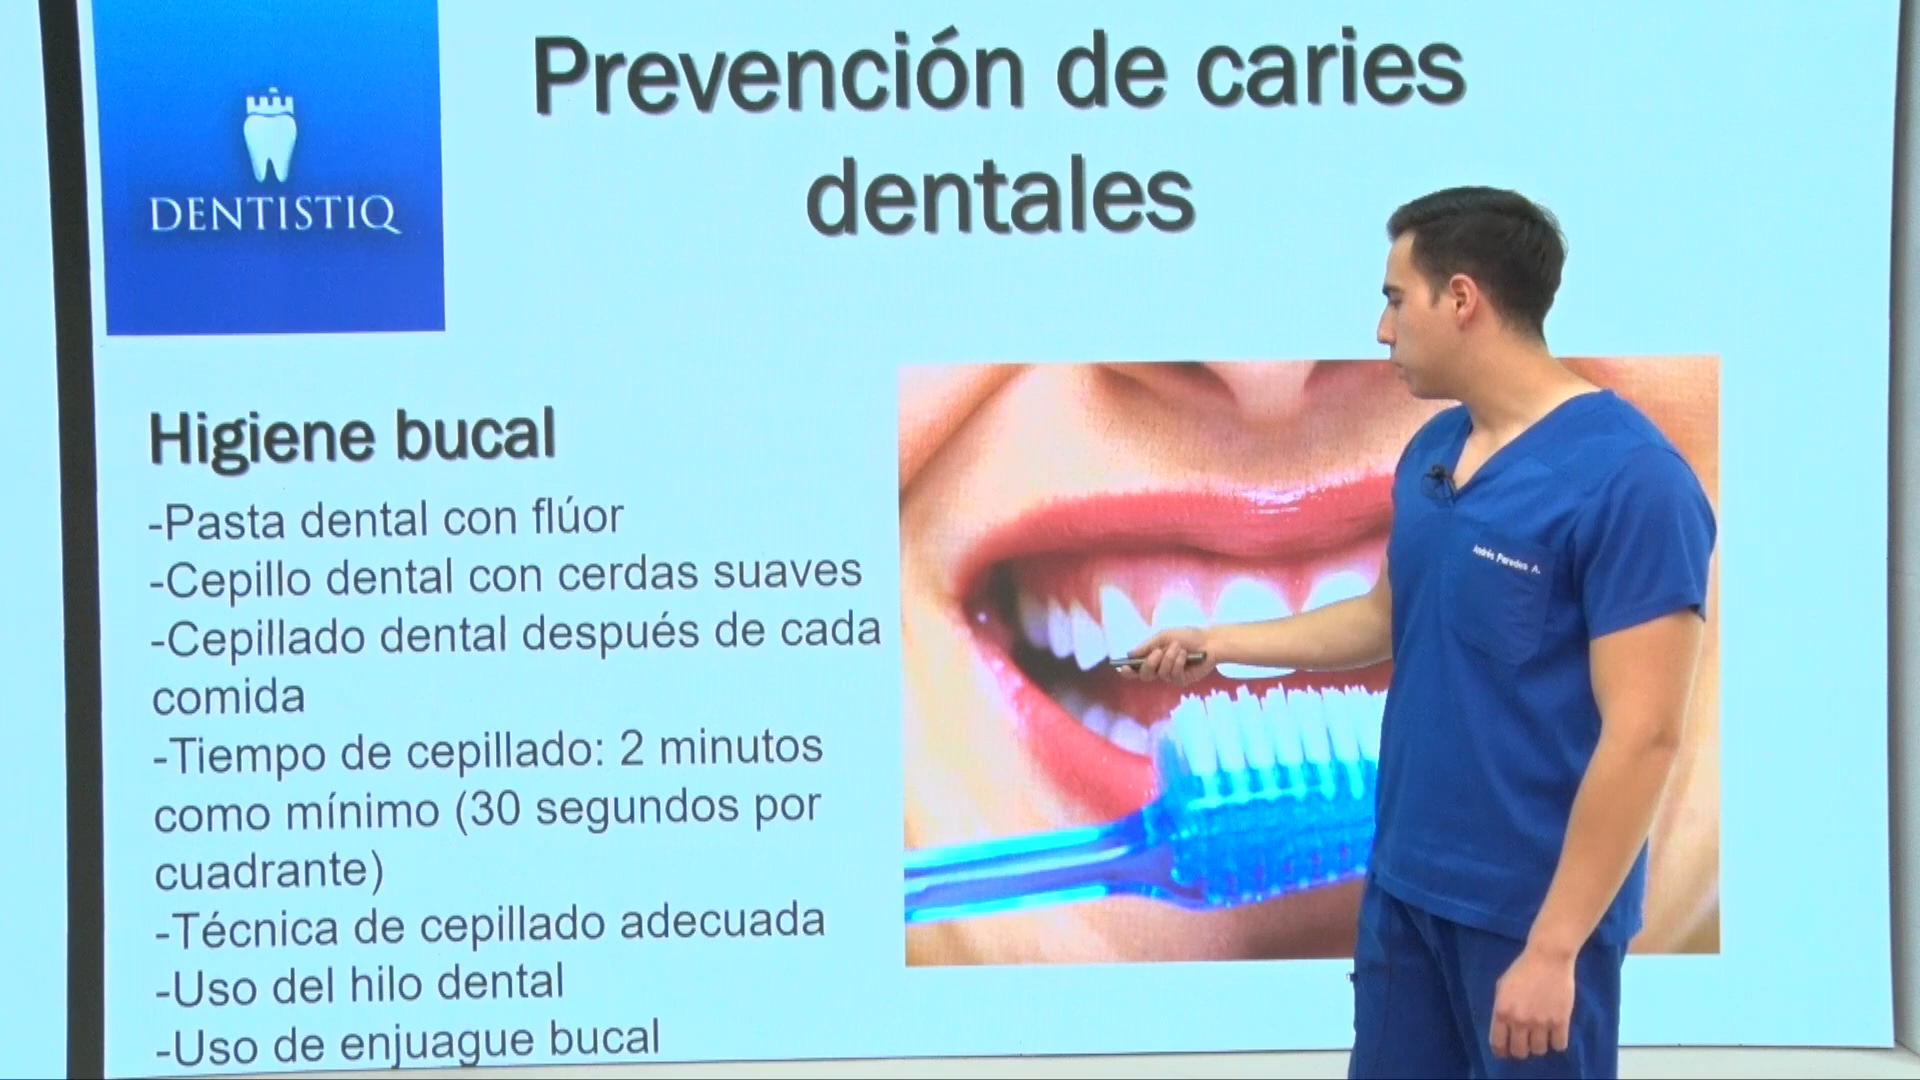 DENTISTIQ
Prevención de caries
dentales
Higiene bucal
-Pasta dental con flúor
-Cepillo dental con cerdas suaves
-Cepillado dental después de cada
comida
-Tiempo de cepillado: 2 minutos
como mínimo (30 segundos por
cuadrante)
-Técnica de cepillado adecuada
-Uso del hilo dental
-Uso de enjuague bucal
Andrés Paredes A.